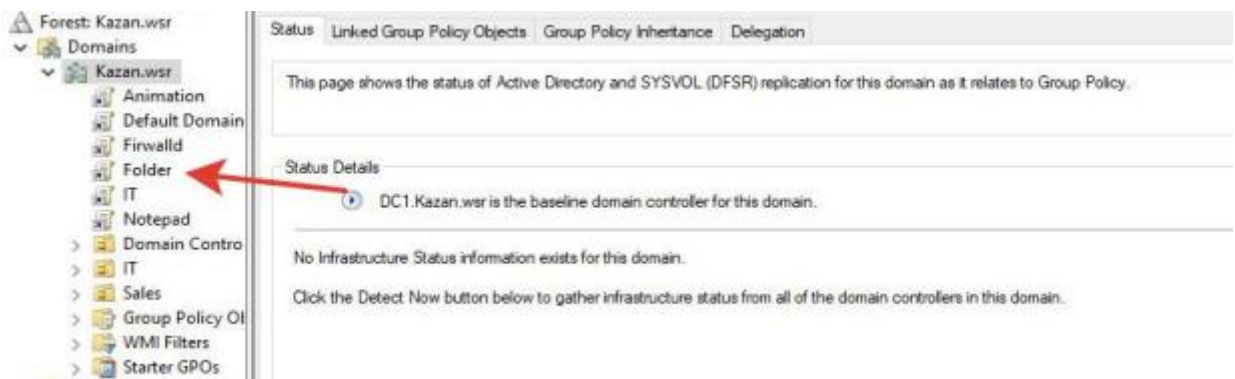 Forest: Kazan.wsr
Domains
Kazan.wsr
Animation
Default Domain
Firwalld
Folder
IT
Notepad
Domain Contro
IT
Sales
Group Policy Ol
WMI Filters
Starter GPOs
Status Linked Group Policy Objects Group Policy Inheritance Delegation
This page shows the status of Active Directory and SYSVOL (DFSR) replication for this domain as it relates to Group Policy.
Status Details
DC1.Kazan.wsr is the baseline domain controller for this domain.
No Infrastructure Status information exists for this domain.
Click the Detect Now button below to gather infrastructure status from all of the domain controllers in this domain.